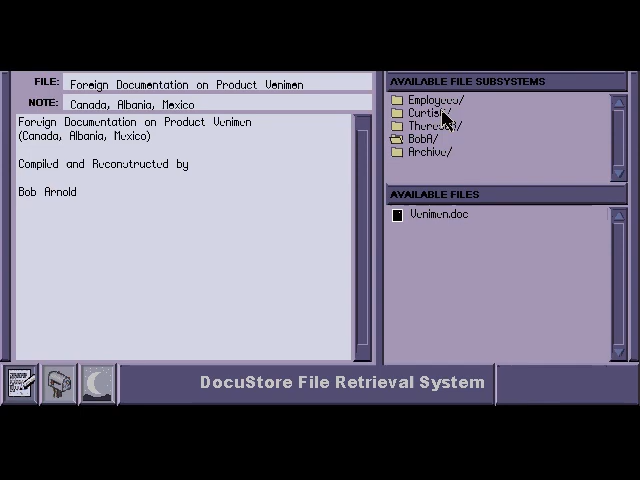 FILE: Foreign Documentation on Product Venimen
NOTE: Canada, Albania, Mexico
Foreign Documentation on Product Venimen
(Canada, Albania, Mexico)
Compiled and Reconstructed by
Bob Arnold
AVAILABLE FILE SUBSYSTEMS
Employees/
BobA/
Archive/
AVAILABLE FILES
Venimen.doc
DocuStore File Retrieval System